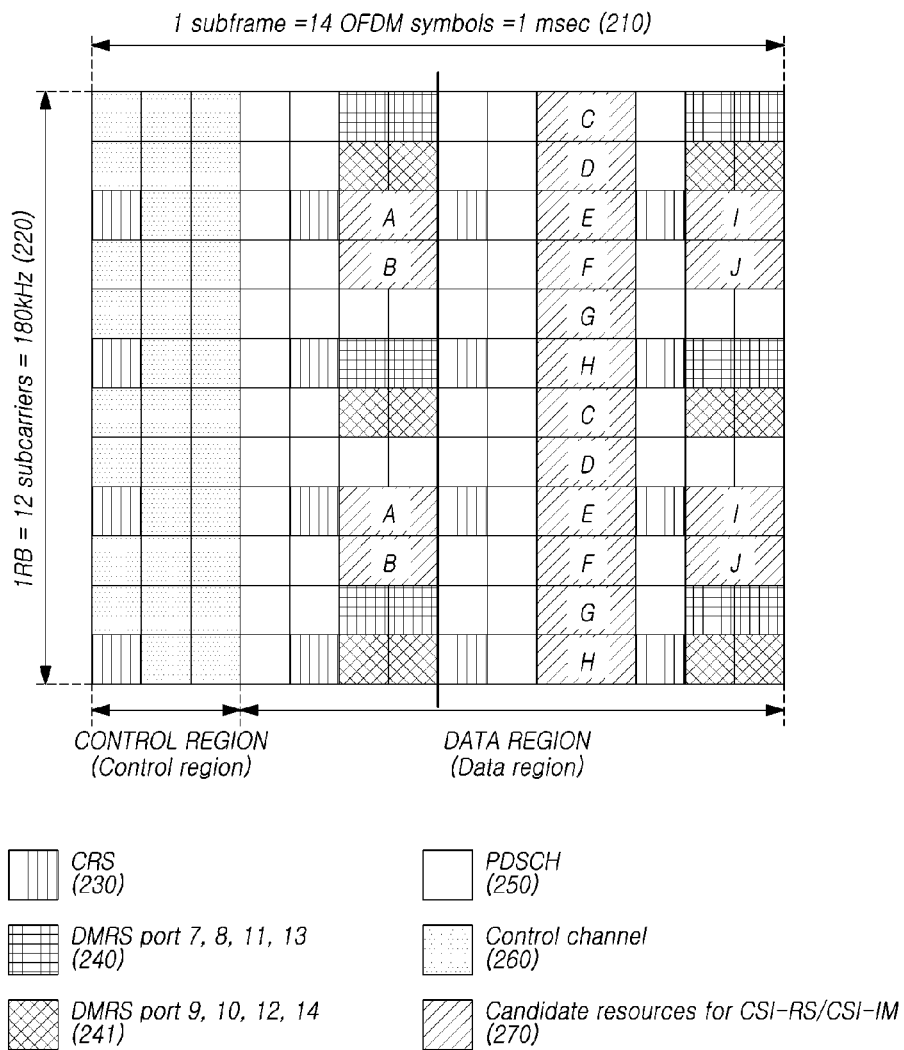 1 subframe =14 OFDM symbols =1 msec (210)
1RB = 12 subcarriers = 180kHz (220)
C
D
A E I
B F J
G
H
C
D
A E I
B F J
G
H
CONTROL REGION
(Control region)
DATA REGION
(Data region)
CRS
(230)
PDSCH
(250)
DMRS port 7, 8, 11, 13
(240)
Control channel
(260)
DMRS port 9, 10, 12, 14
(241)
Candidate resources for CSI-RS/CSI-IM
(270)